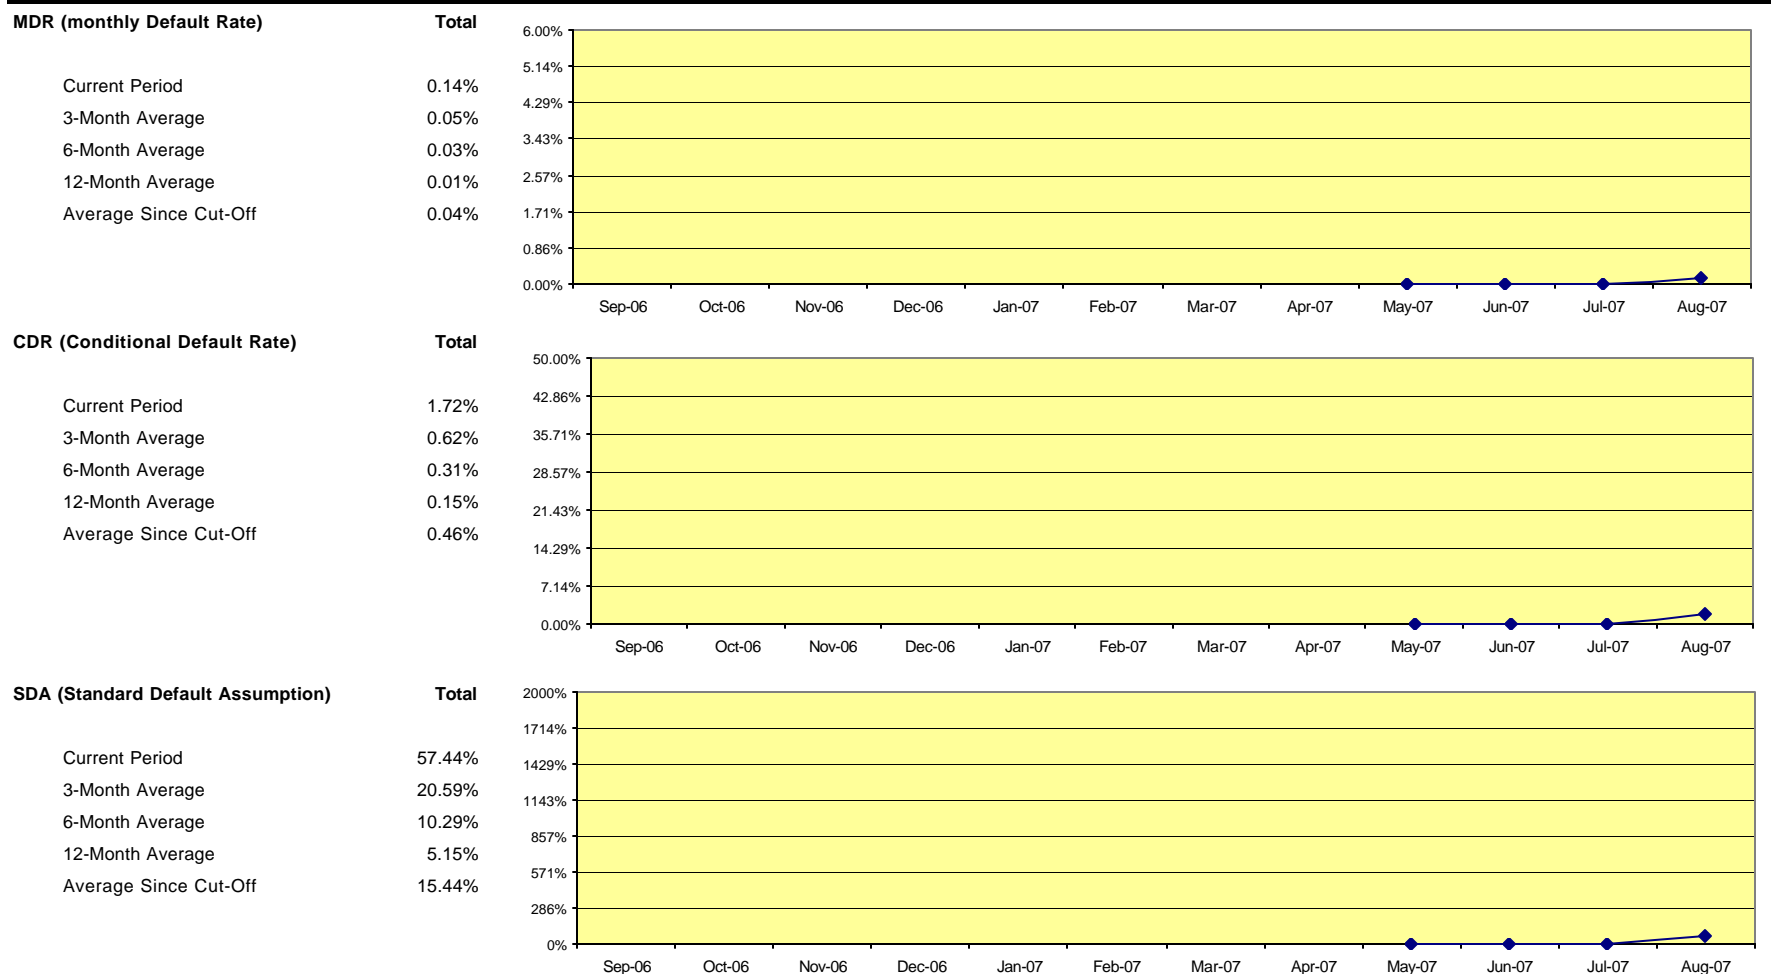 MDR (monthly Default Rate) Total
Current Period 0.14%
3-Month Average 0.05%
6-Month Average 0.03%
12-Month Average 0.01%
Average Since Cut-Off 0.04%
6.00%
5.14%
4.29%
3.43%
2.57%
1.71%
0.86%
0.00%
Sep-06 Oct-06 Nov-06 Dec-06 Jan-07 Feb-07 Mar-07 Apr-07 May-07 Jun-07 Jul-07 Aug-07
CDR (Conditional Default Rate) Total
Current Period 1.72%
3-Month Average 0.62%
6-Month Average 0.31%
12-Month Average 0.15%
Average Since Cut-Off 0.46%
50.00%
42.86%
35.71%
28.57%
21.43%
14.29%
7.14%
0.00%
Sep-06 Oct-06 Nov-06 Dec-06 Jan-07 Feb-07 Mar-07 Apr-07 May-07 Jun-07 Jul-07 Aug-07
SDA (Standard Default Assumption) Total
Current Period 57.44%
3-Month Average 20.59%
6-Month Average 10.29%
12-Month Average 5.15%
Average Since Cut-Off 15.44%
2000%
1714%
1429%
1143%
857%
571%
286%
0%
Sep-06 Oct-06 Nov-06 Dec-06 Jan-07 Feb-07 Mar-07 Apr-07 May-07 Jun-07 Jul-07 Aug-07